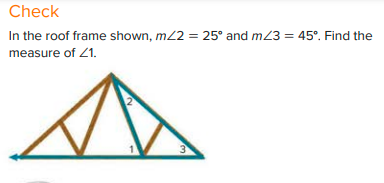 Check
In the roof frame shown, m∠2 = 25° and m∠3 = 45°. Find the
measure of ∠1.
2
1 3